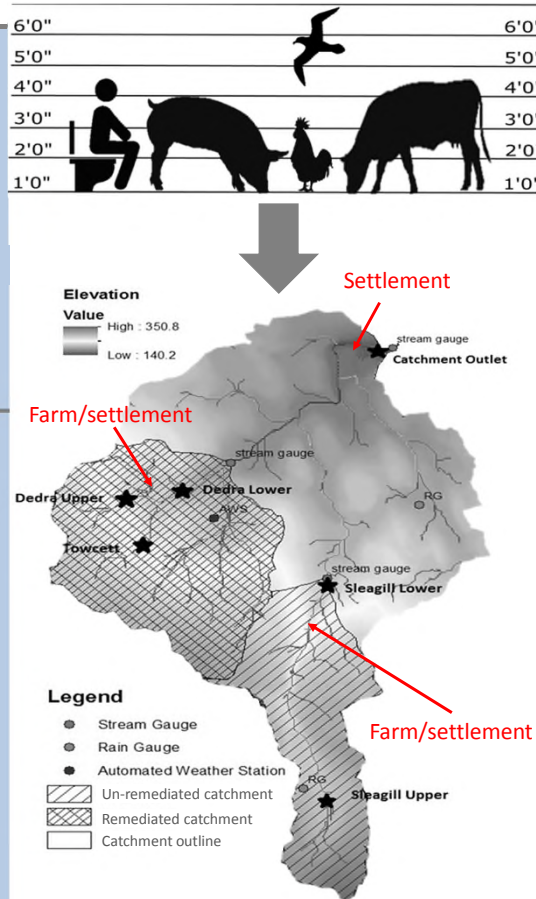 6'0" 6'0"
5'0" 5'0"
4'0" 4'0"
3'0" 3'0"
2'0" 2'0"
1'0" 1'0"
Settlement
Elevation
Value
High : 350.8
Low : 140.2
stream gauge
Catchment Outlet
Farm/settlement
stream gauge
Dedra Upper
Dedra Lower
AWS
RG
Towcett
stream gauge
Sleagill Lower
Legend
Stream Gauge
Rain Gauge
Automated Weather Station
Un-remediated catchment
Remediated catchment
Catchment outline
Farm/settlement
RG
Sleagill Upper